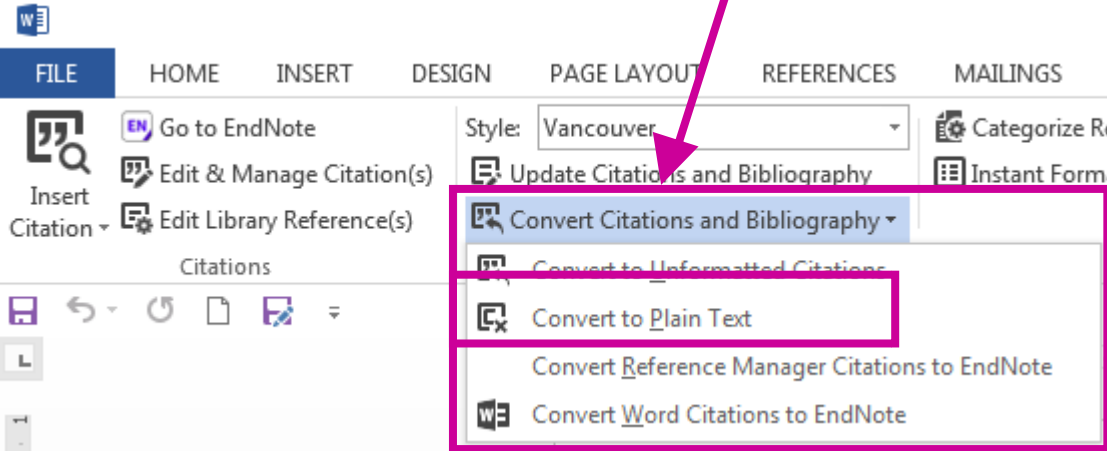 FILE HOME INSERT DESIGN PAGE LAYOUT REFERENCES MAILINGS
EN Go to EndNote
Style: Vancouver
Categorize
Edit & Manage Citation(s)
Update Citations and Bibliography
Instant
Insert
Citation
Edit Library Reference(s)
Convert Citations and Bibliography
Citations
Convert to Unformatted Citations
Convert to Plain Text
Convert Reference Manager Citations to EndNote
Convert Word Citations to EndNote
L
1